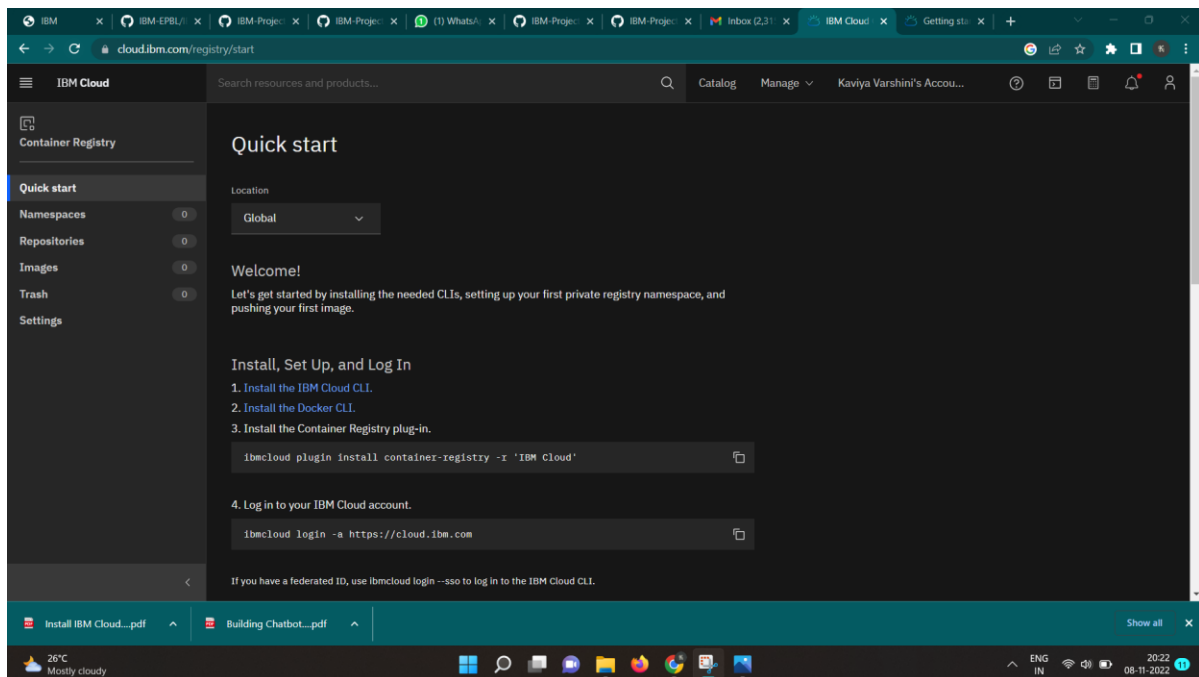 IBM
IBM-EPBL/I
IBM-Projec
IBM-Projec
(1) WhatsA
IBM-Projec
IBM-Projec
Inbox (2,31
IBM Cloud
Getting sta
cloud.ibm.com/registry/start
IBM Cloud
Search resources and products...
Catalog
Manage
Kaviya Varshini's Accou...
Container Registry
Quick start
Namespaces 0
Repositories 0
Images 0
Trash 0
Settings
Quick start
Location
Global
Welcome!
Let's get started by installing the needed CLIs, setting up your first private registry namespace, and
pushing your first image.
Install, Set Up, and Log In
1. Install the IBM Cloud CLI.
2. Install the Docker CLI.
3. Install the Container Registry plug-in.
ibmcloud plugin install container-registry -r 'IBM Cloud'
4. Log in to your IBM Cloud account.
ibmcloud login -a https://cloud.ibm.com
If you have a federated ID, use ibmcloud login --sso to log in to the IBM Cloud CLI.
Install IBM Cloud....pdf
Building Chatbot....pdf
Show all
26°C
Mostly cloudy
ENG
IN
20:22
08-11-2022
11